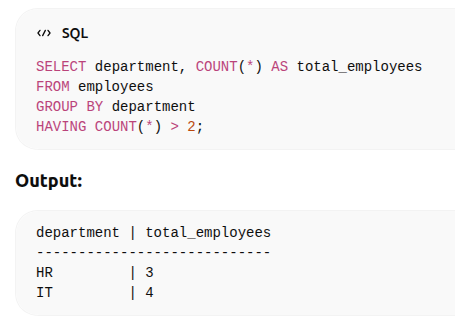 SQL
SELECT department, COUNT(*) AS total_employees
FROM employees
GROUP BY department
HAVING COUNT(*) > 2;
Output:
department | total_employees
----------------------------
HR         | 3
IT         | 4